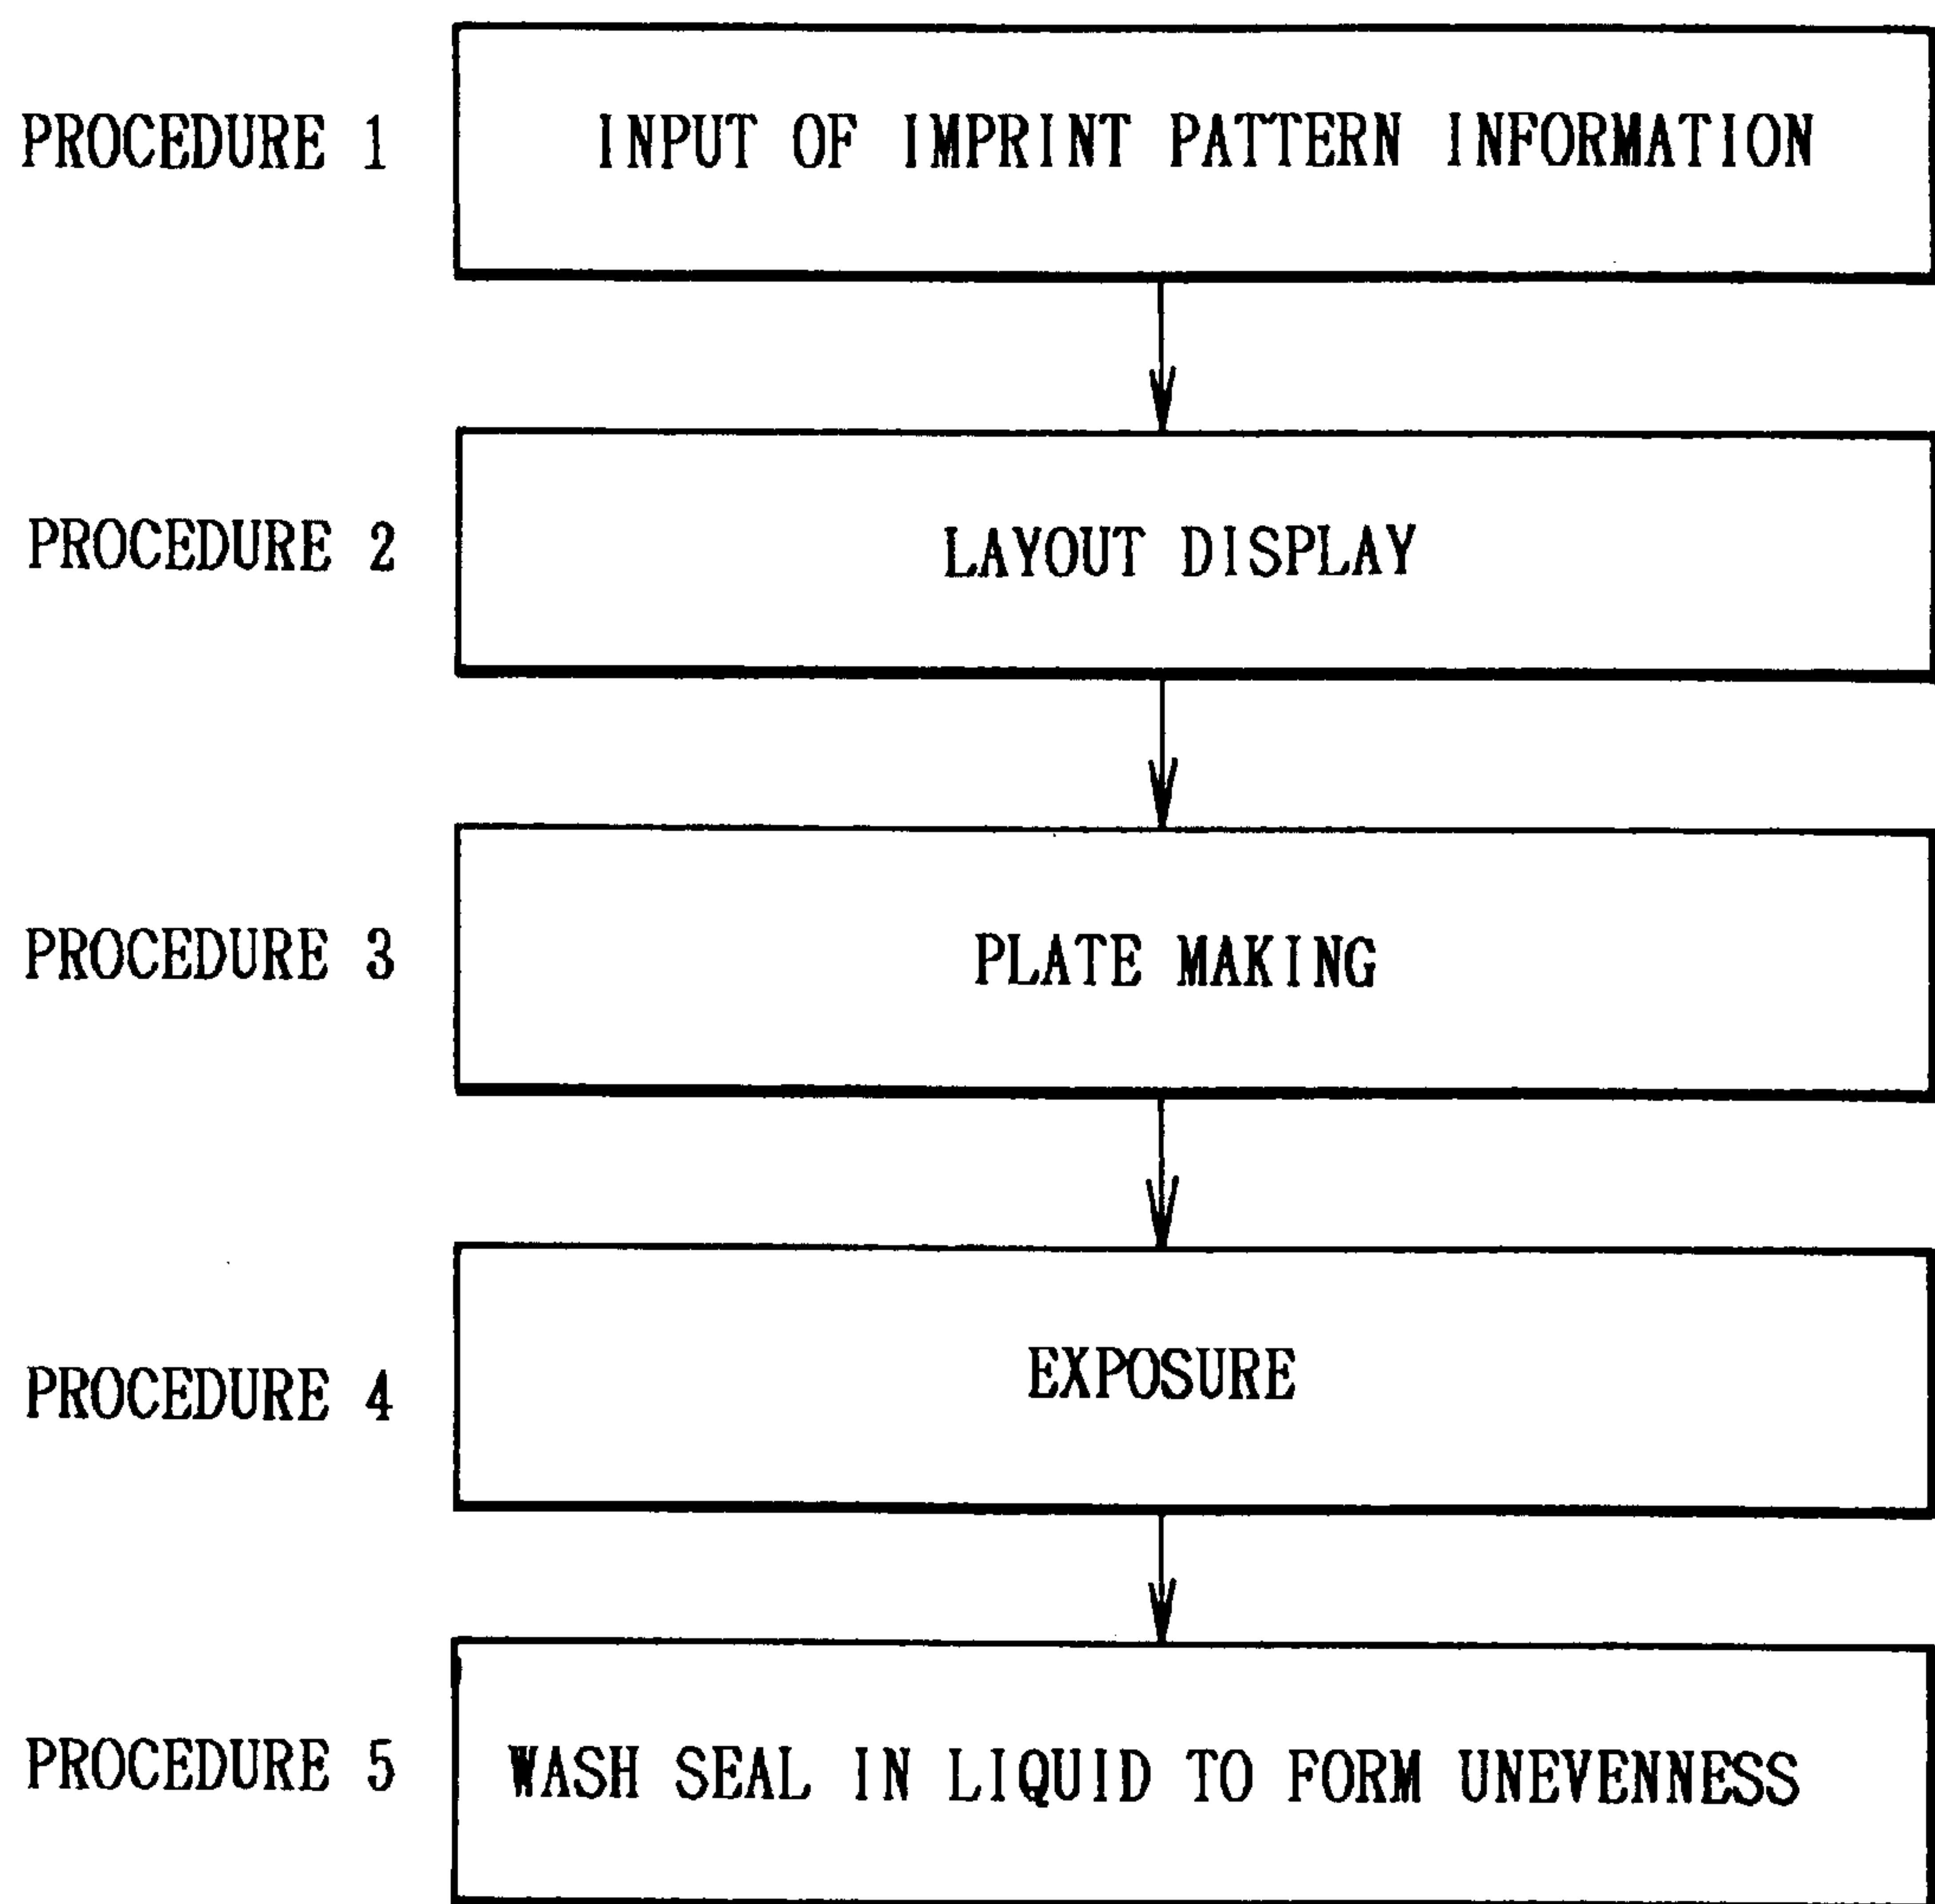 PROCEDURE 1
INPUT OF IMPRINT PATTERN INFORMATION
PROCEDURE 2
LAYOUT DISPLAY
PROCEDURE 3
PLATE MAKING
PROCEDURE 4
EXPOSURE
PROCEDURE 5
WASH SEAL IN LIQUID TO FORM UNEVENNESS